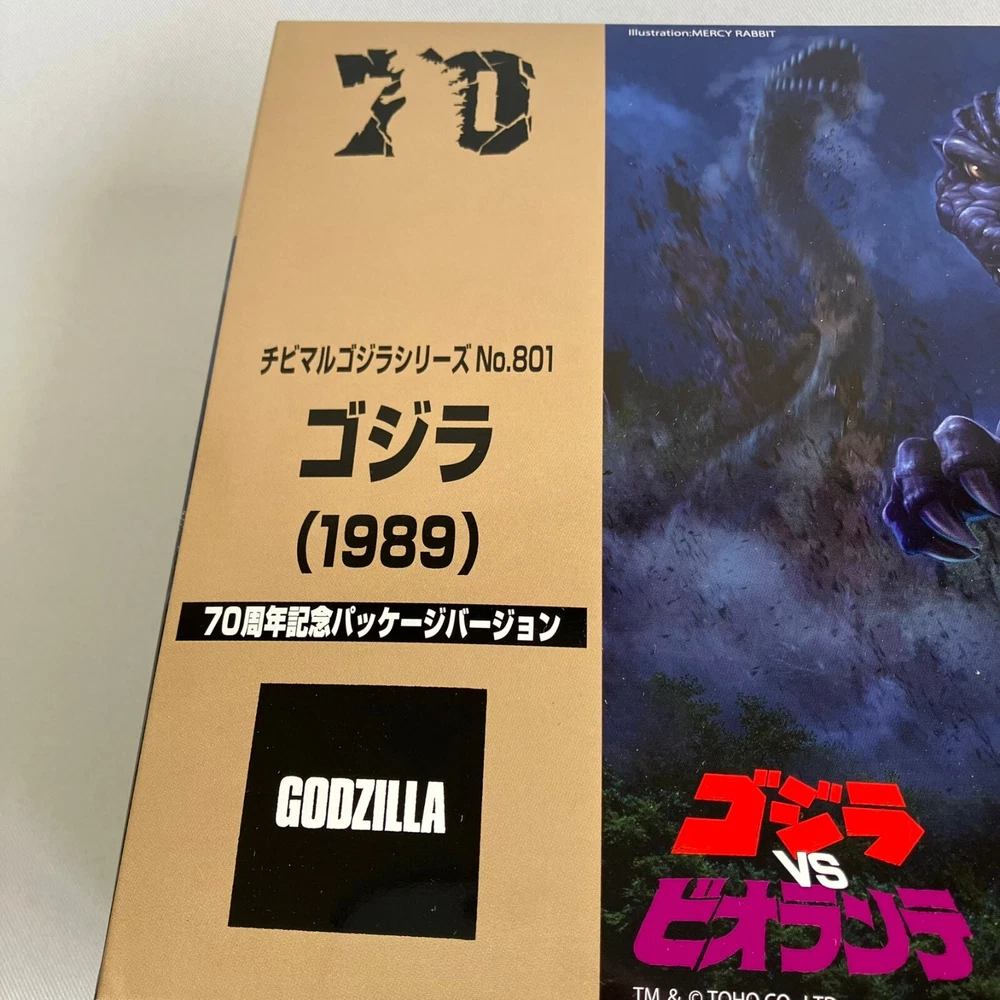 Illustration:MERCY RABBIT
70
チビマルゴジラシリーズ No.801
ゴジラ
(1989)
70周年記念パッケージバージョン
GODZILLA
ゴジラ
VS
ビオランテ
TM & © TOHO CO., LTD.